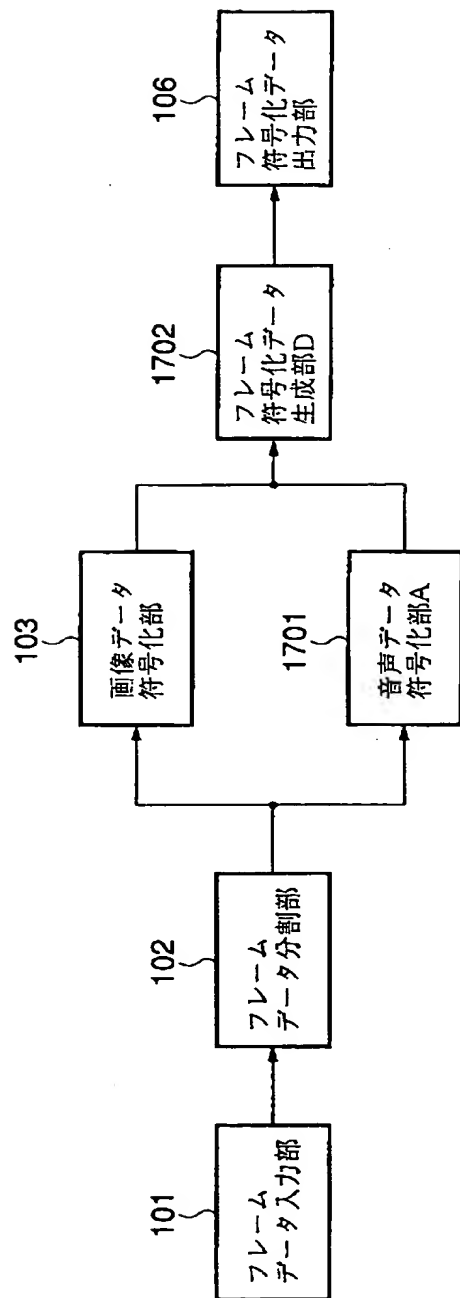 101
フレーム
データ入力部
102
フレーム
データ分割部
103
画像データ
符号化部
1701
音声データ
符号化部A
1702
フレーム
符号化データ
生成部D
106
フレーム
符号化データ
出力部